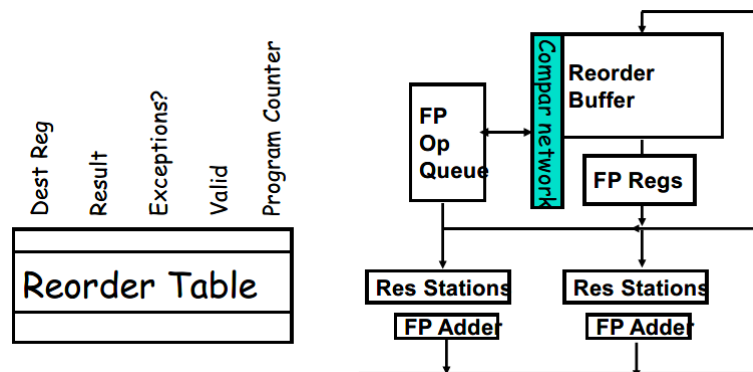 Dest Reg
Result
Exceptions?
Valid
Program Counter
Reorder Table
FP
Op
Queue
Compar network
Reorder
Buffer
FP Regs
Res Stations
FP Adder
Res Stations
FP Adder